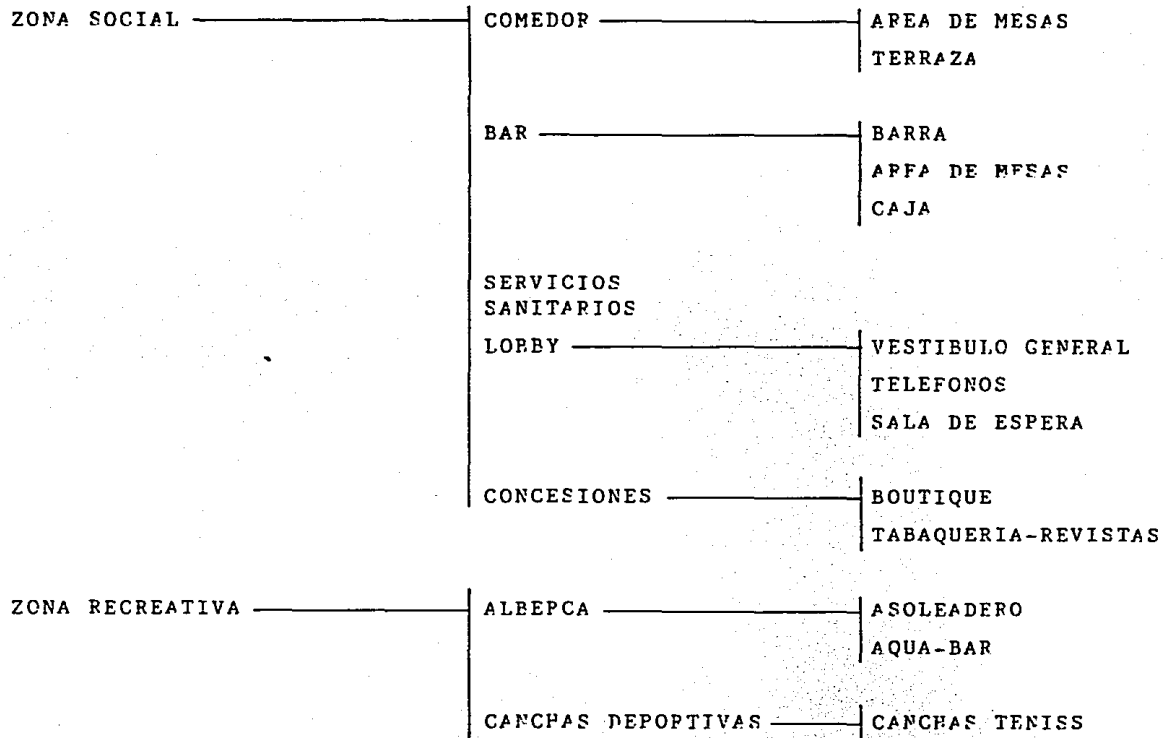 ZONA SOCIAL COMEDOR AREA DE MESAS
TERRAZA
BAR BARRA
AREA DE MESAS
CAJA
SERVICIOS
SANITARIOS
LOBBY VESTIBULO GENERAL
TELEFONOS
SALA DE ESPERA
CONCESIONES BOUTIQUE
TABAQUERIA-REVISTAS
ZONA RECREATIVA ALBERCA ASOLEADERO
AQUA-BAR
CANCHAS DEPORTIVAS CANCHAS TENISS